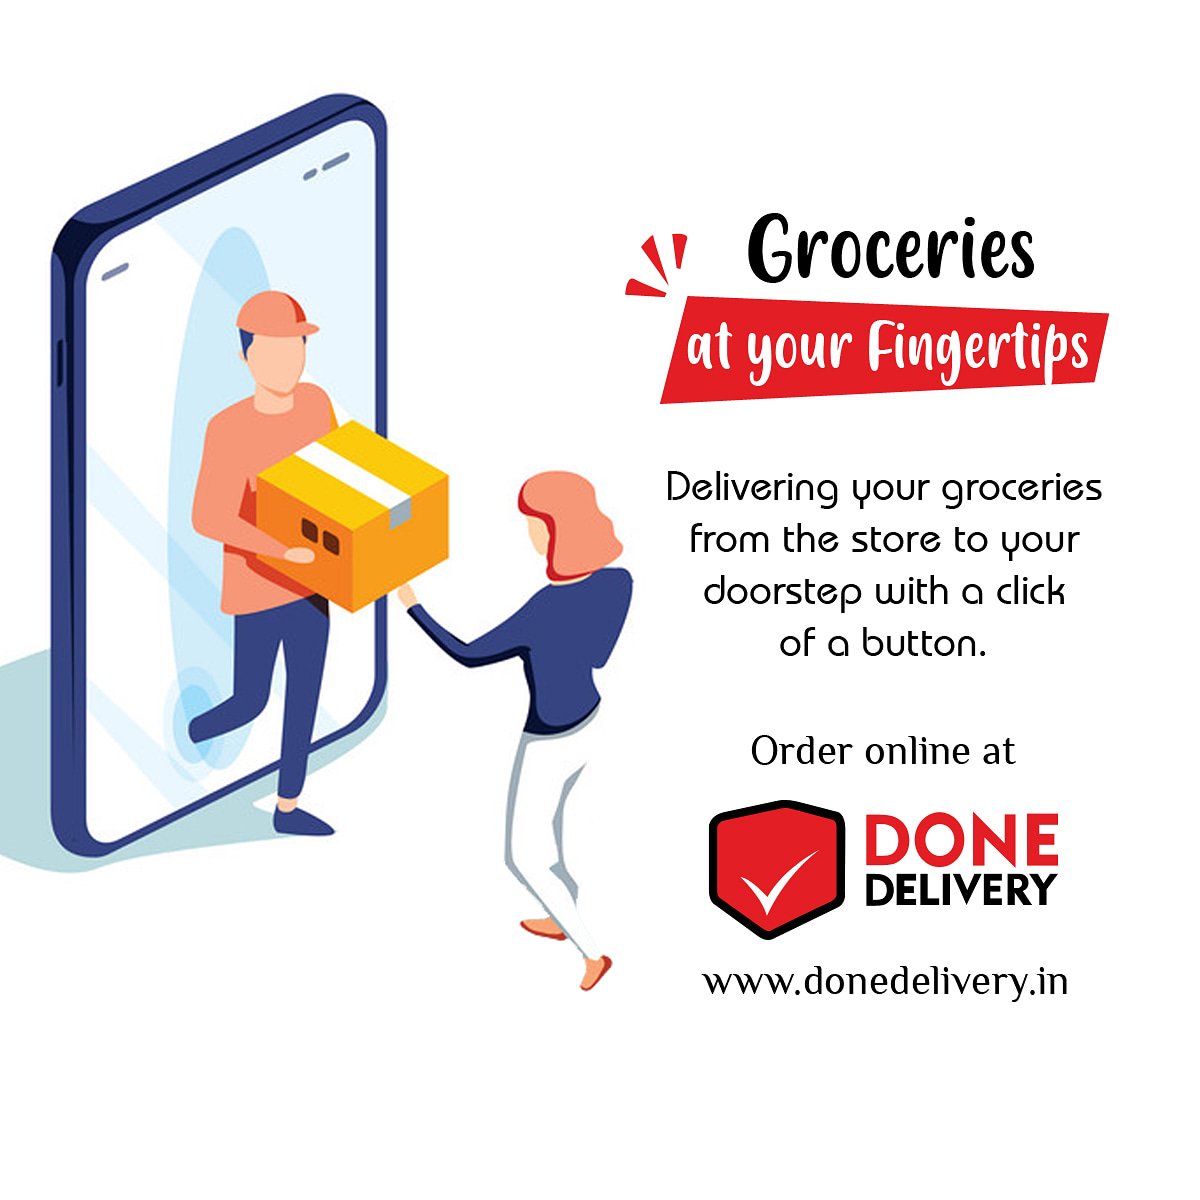 Groceries
at your Fingertips
Delivering your groceries
from the store to your
doorstep with a click
of a button.
Order online at
DONE
DELIVERY
www.donedelivery.in